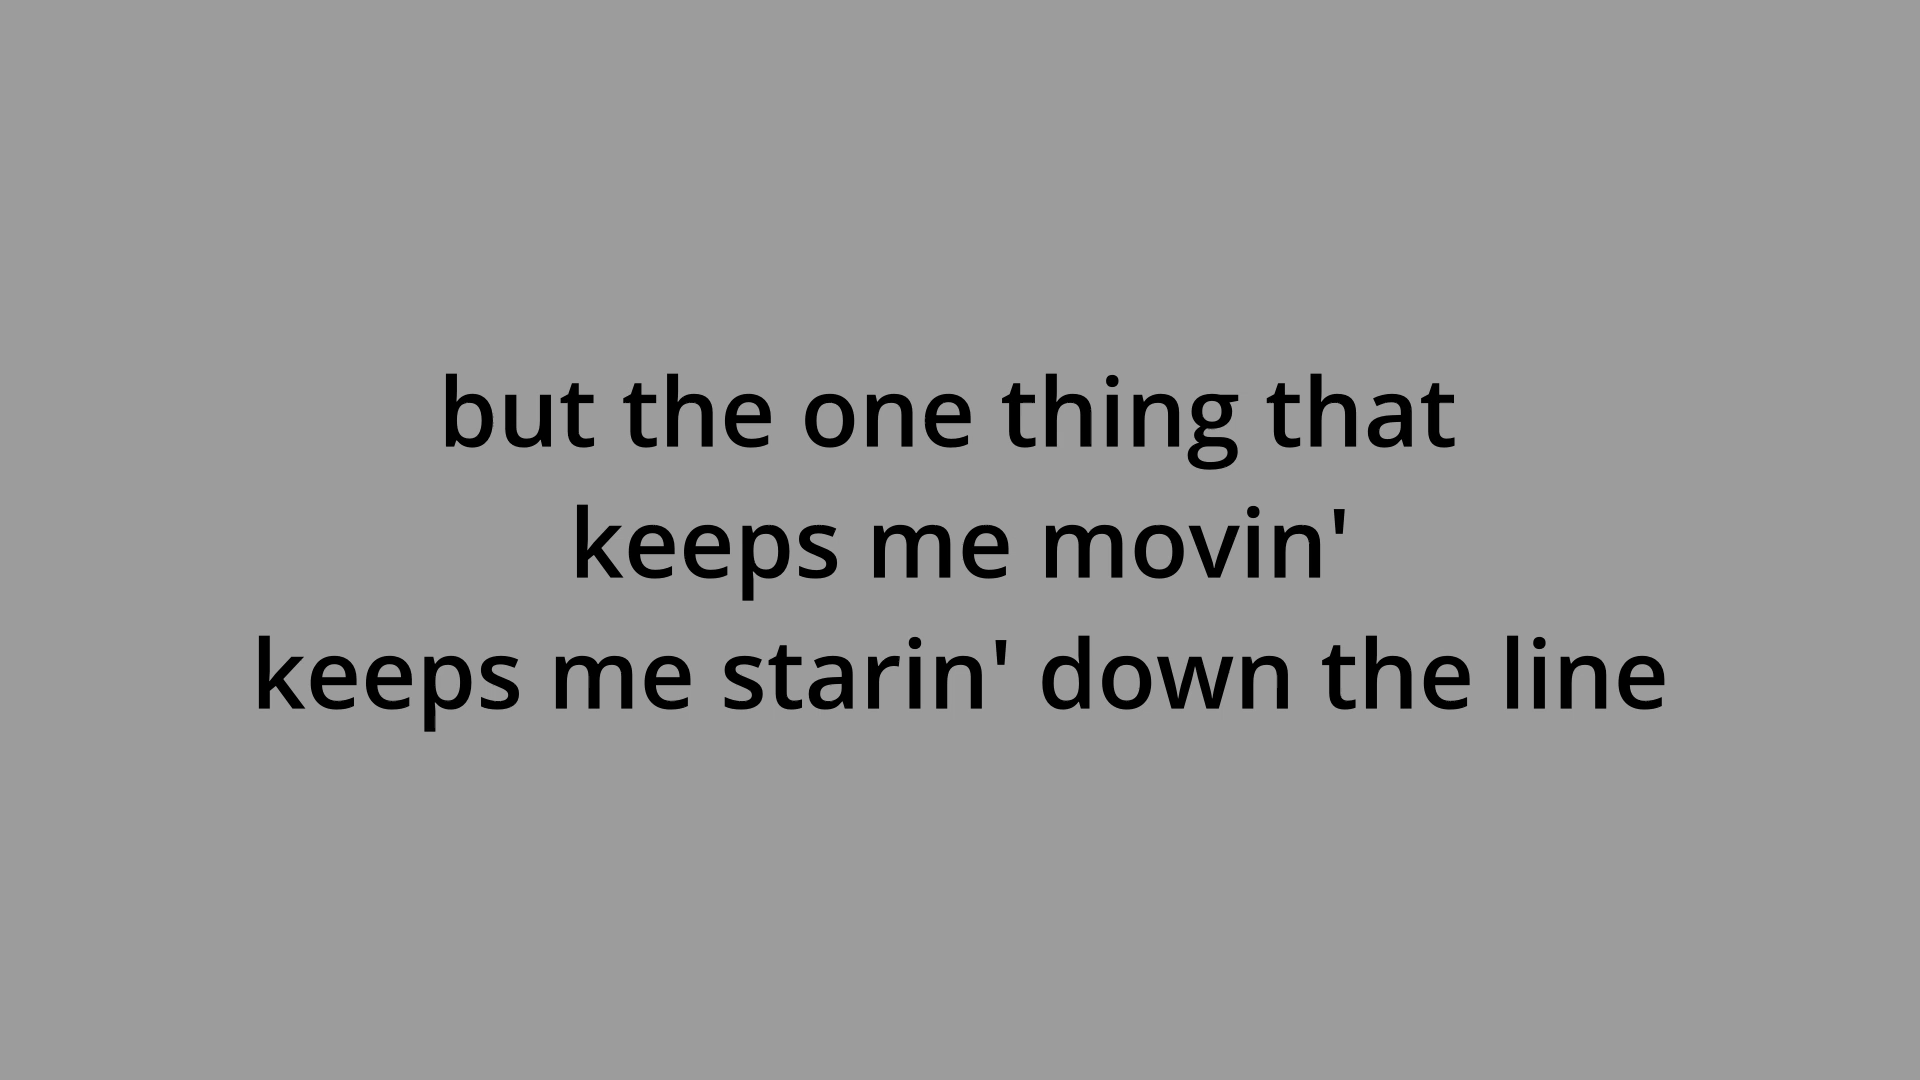 but the one thing that
keeps me movin'
keeps me starin' down the line